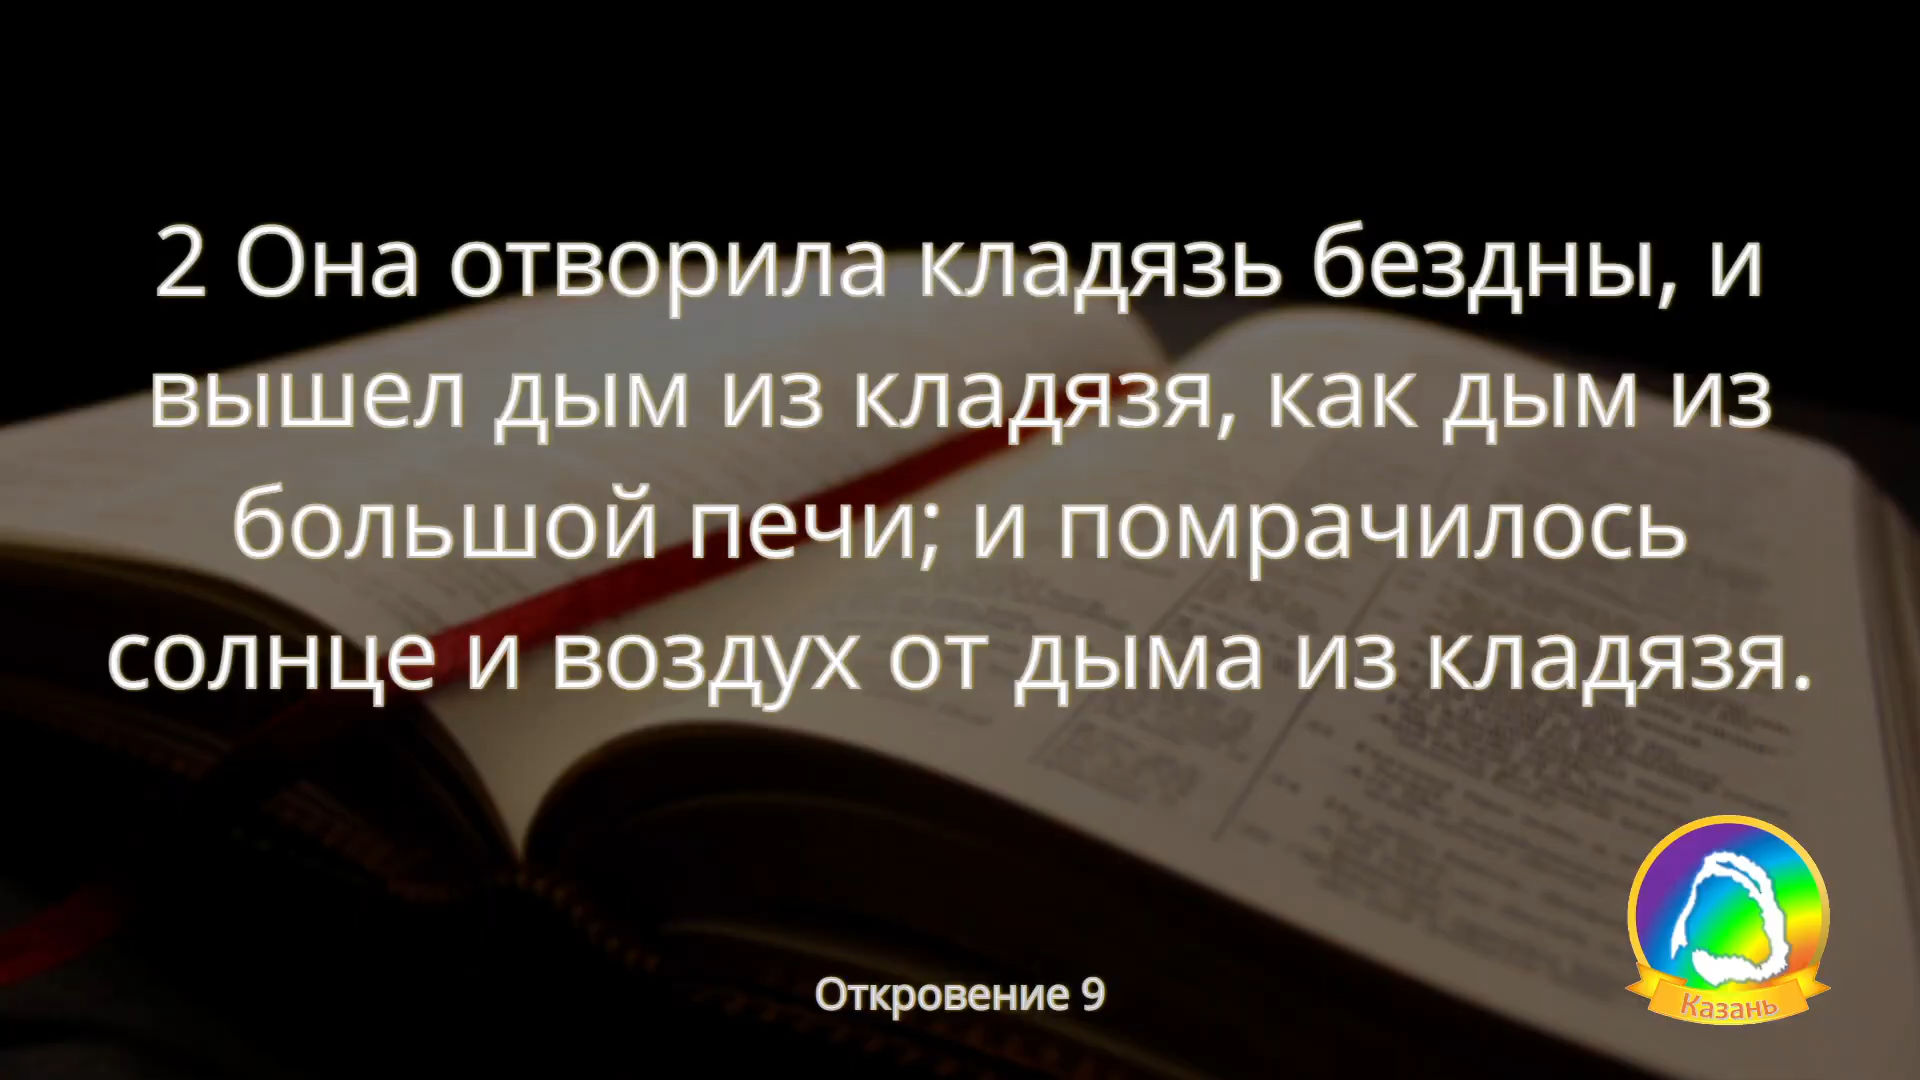 2 Она отворила кладязь бездны, и
вышел дым из кладязя, как дым из
большой печи; и помрачилось
солнце и воздух от дыма из кладязя.
Откровение 9
Казань